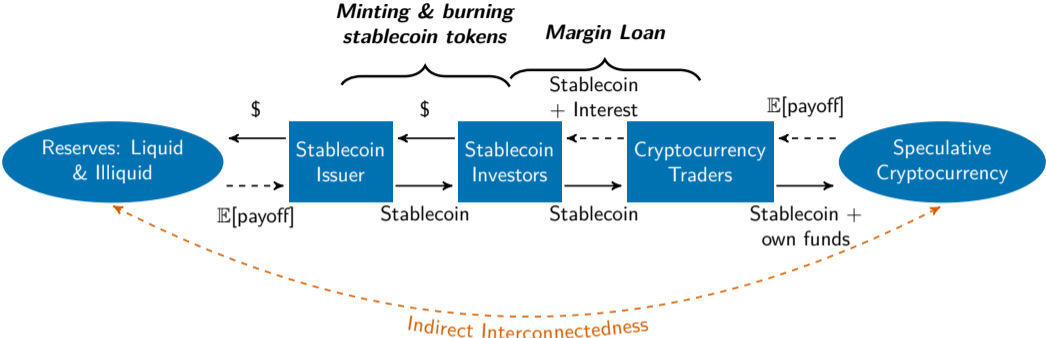 Minting & burning
stablecoin tokens
Margin Loan
$
$
Stablecoin
+ Interest
𝔼[payoff]
Reserves: Liquid
& Illiquid
Stablecoin
Issuer
Stablecoin
Investors
Cryptocurrency
Traders
Speculative
Cryptocurrency
𝔼[payoff]
Stablecoin
Stablecoin
Stablecoin +
own funds
Indirect Interconnectedness